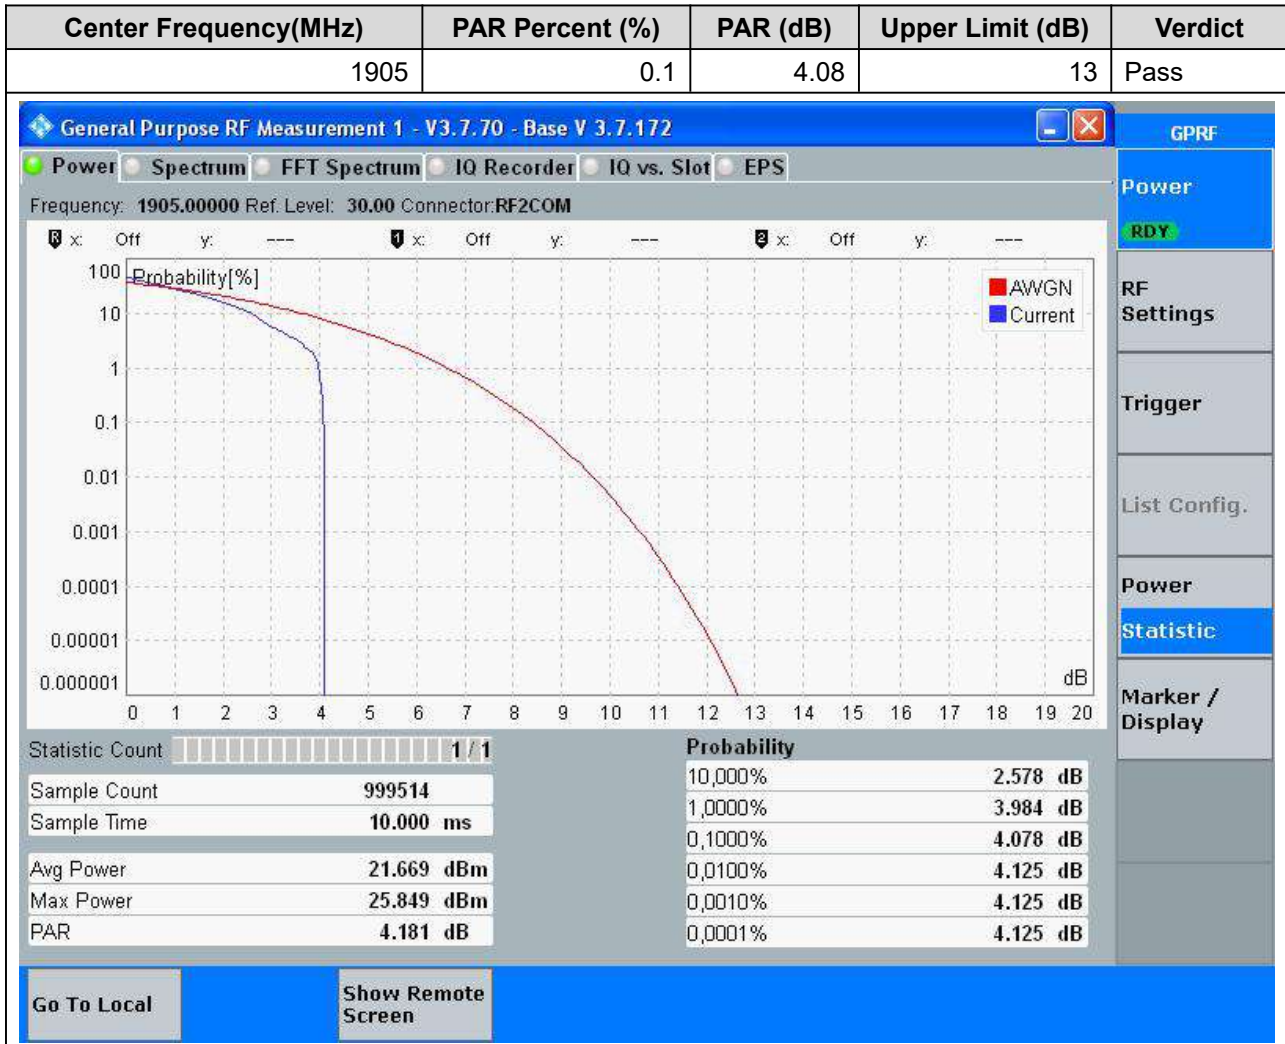 Center Frequency(MHz) PAR Percent (%) PAR (dB) Upper Limit (dB) Verdict
1905 0.1 4.08 13 Pass
General Purpose RF Measurement 1 - V3.7.70 - Base V 3.7.172
GPRF
Power Spectrum FFT Spectrum IQ Recorder IQ vs. Slot EPS
Frequency: 1905.00000 Ref. Level: 30.00 Connector:RF2COM
R x: Off y: --- 1 x: Off y: --- 2 x: Off y: ---
Probability[%]
AWGN
Current
100
10
1
0.1
0.01
0.001
0.0001
0.00001
0.000001
dB
0 1 2 3 4 5 6 7 8 9 10 11 12 13 14 15 16 17 18 19 20
Statistic Count 1 / 1
Sample Count 999514
Sample Time 10.000 ms
Avg Power 21.669 dBm
Max Power 25.849 dBm
PAR 4.181 dB
Probability
10,000% 2.578 dB
1,0000% 3.984 dB
0,1000% 4.078 dB
0,0100% 4.125 dB
0,0010% 4.125 dB
0,0001% 4.125 dB
Power
RDY
RF
Settings
Trigger
List Config.
Power
Statistic
Marker /
Display
Go To Local
Show Remote
Screen